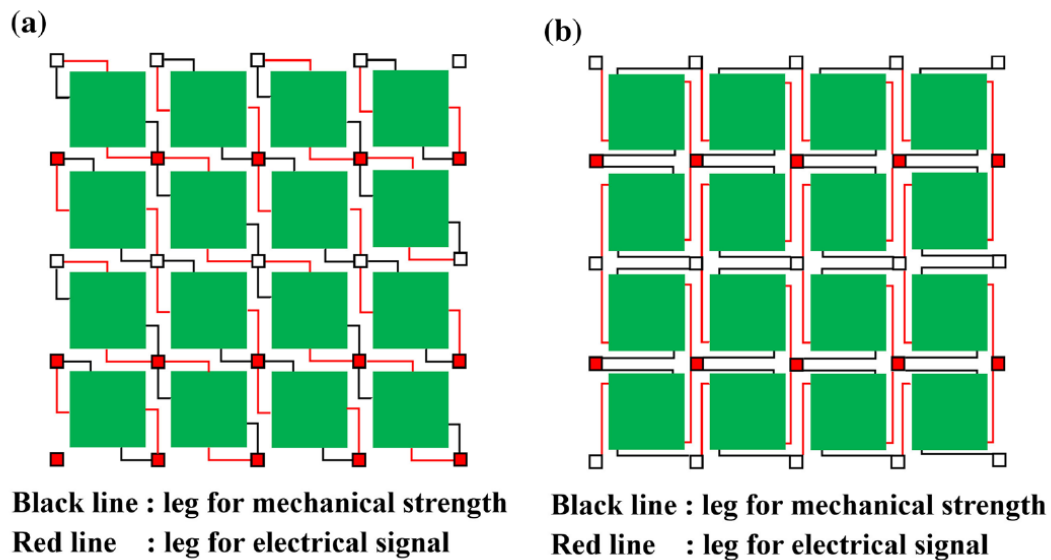 (a)
(b)
Black line : leg for mechanical strength
Red line : leg for electrical signal
Black line : leg for mechanical strength
Red line : leg for electrical signal